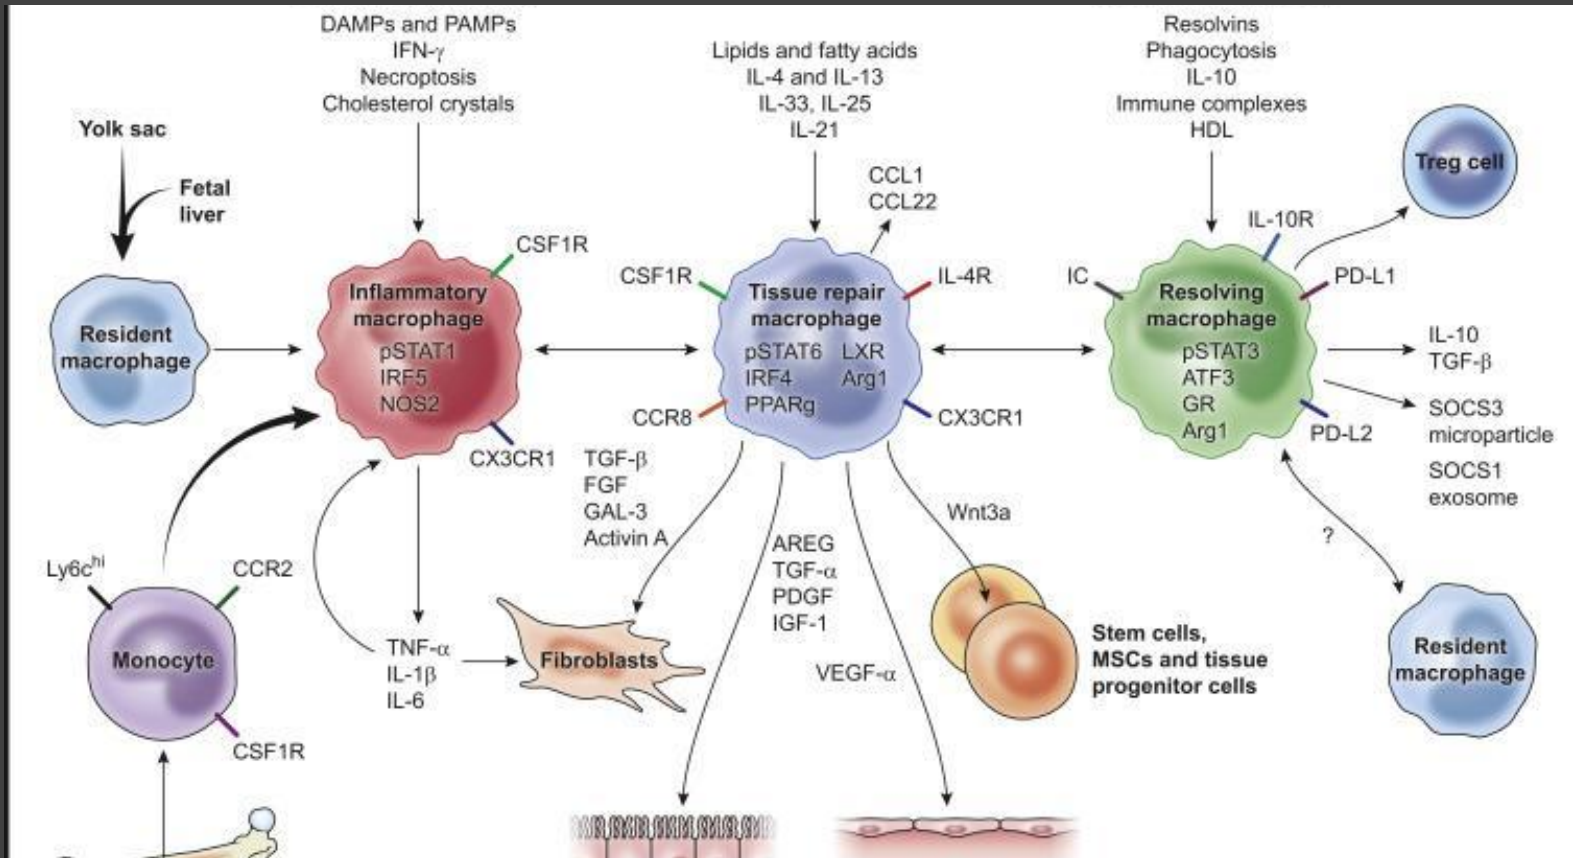 DAMPs and PAMPs
IFN-γ
Necroptosis
Cholesterol crystals
Lipids and fatty acids
IL-4 and IL-13
IL-33, IL-25
IL-21
Resolvins
Phagocytosis
IL-10
Immune complexes
HDL
Yolk sac
Fetal
liver
CCL1
CCL22
Treg cell
CSF1R
Inflammatory
macrophage
pSTAT1
IRF5
NOS2
CX3CR1
Resident
macrophage
CSF1R
IL-4R
Tissue repair
macrophage
pSTAT6 LXR
IRF4 Arg1
PPARg
CCR8
CX3CR1
IL-10R
IC
PD-L1
Resolving
macrophage
pSTAT3
ATF3
GR
Arg1
PD-L2
IL-10
TGF-β
SOCS3
microparticle
SOCS1
exosome
TGF-β
FGF
GAL-3
Activin A
Wnt3a
?
AREG
TGF-α
PDGF
IGF-1
Ly6chi
CCR2
Monocyte
CSF1R
TNF-α
IL-1β
IL-6
Fibroblasts
VEGF-α
Stem cells,
MSCs and tissue
progenitor cells
Resident
macrophage